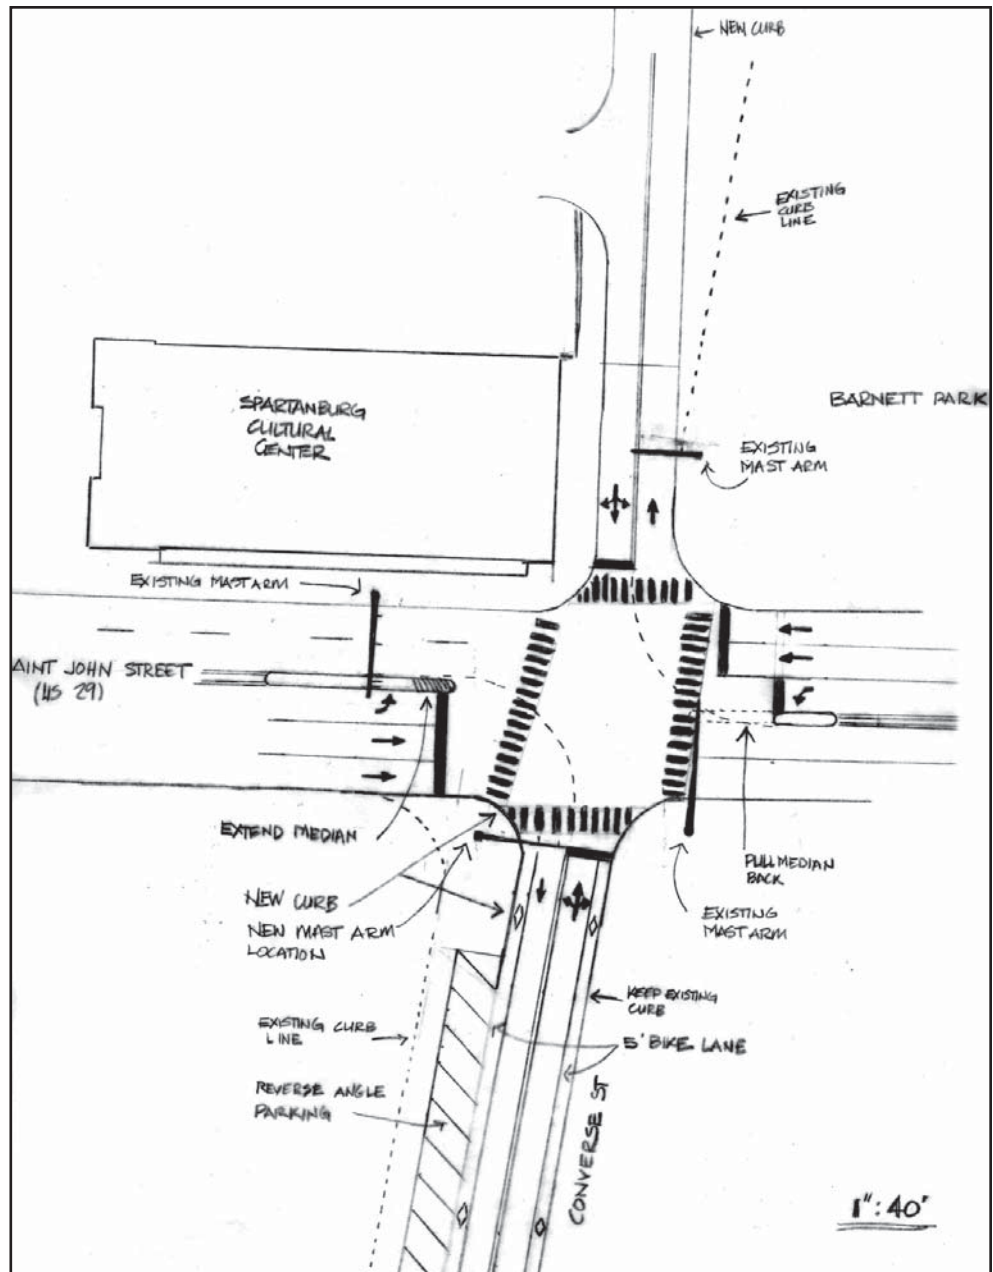 NEW CURB
EXISTING
CURB
LINE
SPARTANBURG
CULTURAL
CENTER
BARNETT PARK
EXISTING
MAST ARM
EXISTING MAST ARM
AINT JOHN STREET
(US 29)
EXTEND MEDIAN
PULL MEDIAN
BACK
NEW CURB
NEW MAST ARM
LOCATION
EXISTING
MAST ARM
KEEP EXISTING
CURB
EXISTING CURB
LINE
5' BIKE LANE
REVERSE ANGLE
PARKING
CONVERSE ST
1":40'